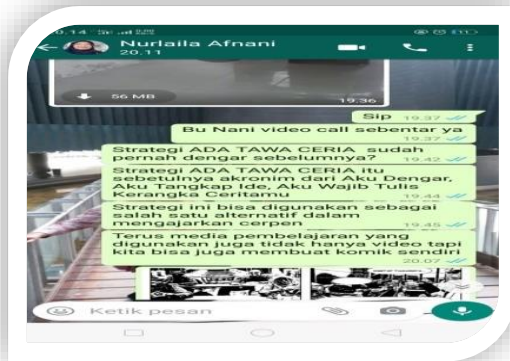 Nurlaila Afnani
20.11
56 MB
19.36
Sip 19.37
Bu Nani video call sebentar ya
19.37
Strategi ADA TAWA CERIA sudah
pernah dengar sebelumnya? 19.42
Strategi ADA TAWA CERIA itu
sebetulnya akronim dari Aku Dengar,
Aku Tangkap Ide, Aku Wajib Tulis
Kerangka Ceritamu 19.44
Strategi ini bisa digunakan sebagai
salah satu alternatif dalam
mengajarkan cerpen 19.45
Terus media pembelajaran yang
digunakan juga tidak hanya video tapi
kita bisa juga membuat komik sendiri
20.07
Ketik pesan